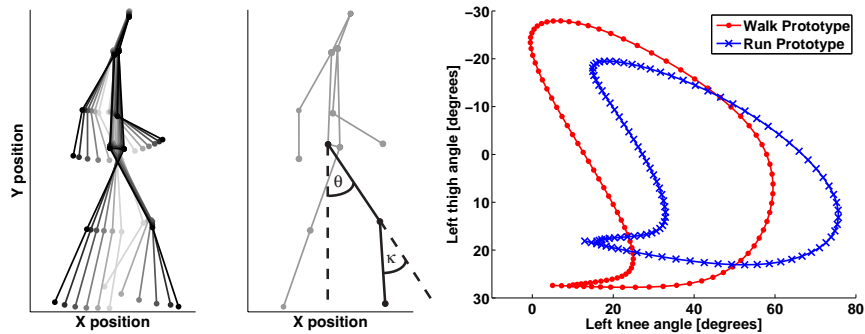 Y position
X position
θ
κ
X position
Left thigh angle [degrees]
−30
−20
−10
0
10
20
30
0
20
40
60
80
Left knee angle [degrees]
Walk Prototype
Run Prototype